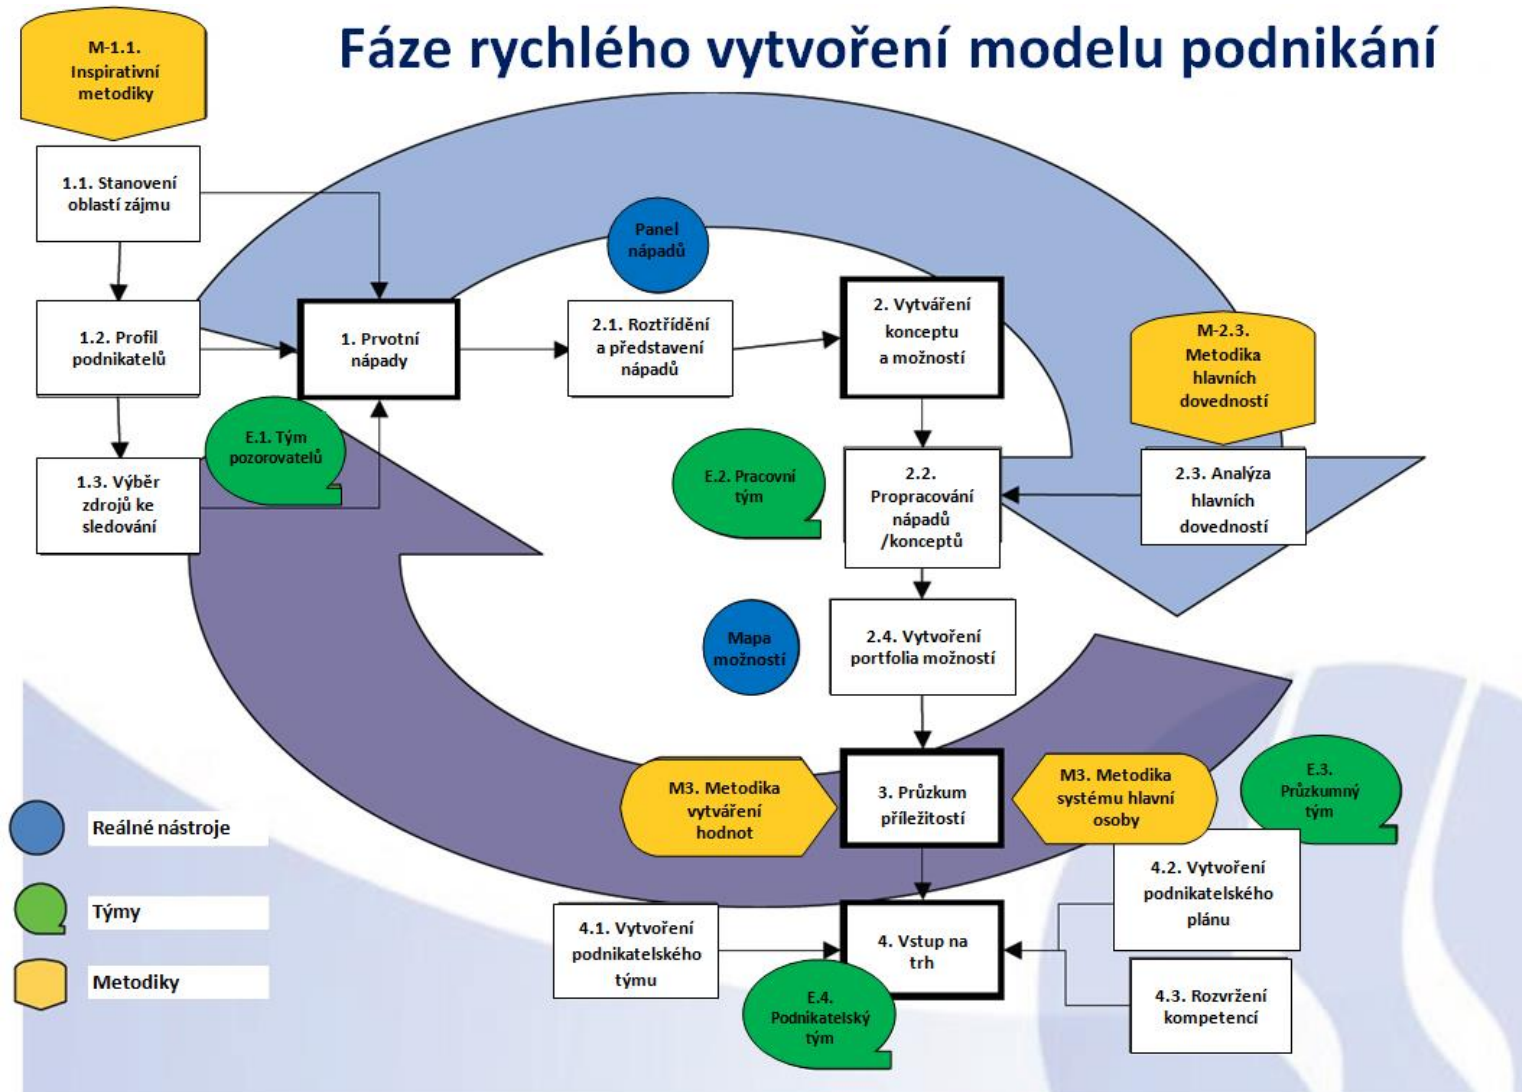 Fáze rychlého vytvoření modelu podnikání
M-1.1.
Inspirativní
metodiky
1.1. Stanovení
oblastí zájmu
Panel
nápadů
1.2. Profil
podnikatelů
1. Prvotní
nápady
2.1. Roztřídění
a představení
nápadů
2. Vytváření
konceptu
a možností
M-2.3.
Metodika
hlavních
dovedností
E.1. Tým
pozorovatelů
1.3. Výběr
zdrojů ke
sledování
E.2. Pracovní
tým
2.2.
Propracování
nápadů
/konceptů
2.3. Analýza
hlavních
dovedností
Mapa
možností
2.4. Vytvoření
portfolia možností
M3. Metodika
vytváření
hodnot
3. Průzkum
příležitostí
M3. Metodika
systému hlavní
osoby
E.3.
Průzkumný
tým
Reálné nástroje
Týmy
Metodiky
4.1. Vytvoření
podnikatelského
týmu
4. Vstup na
trh
4.2. Vytvoření
podnikatelského
plánu
E.4.
Podnikatelský
tým
4.3. Rozvržení
kompetencí